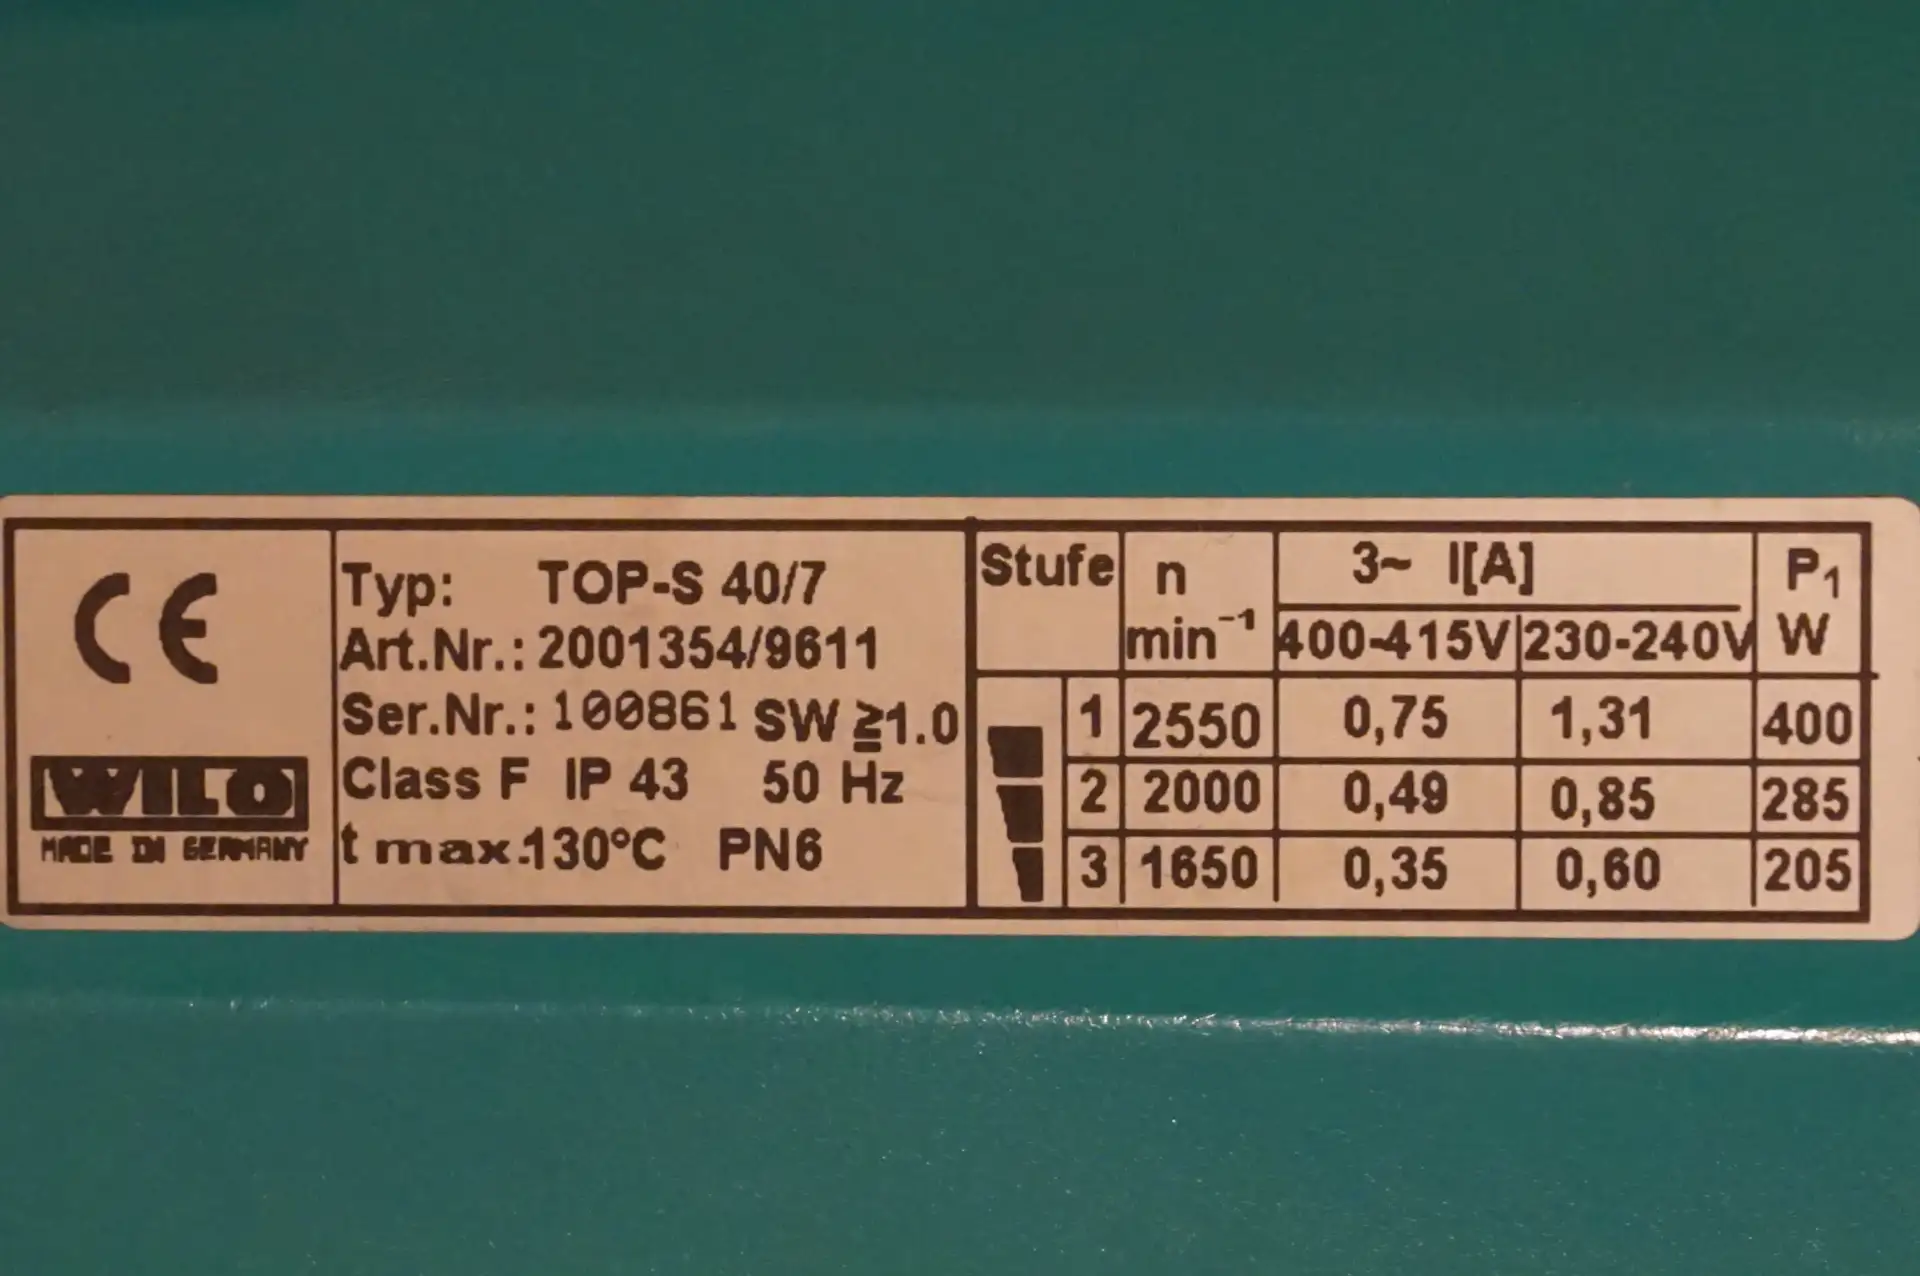 CE
WILO
MADE IN GERMANY
Typ: TOP-S 40/7
Art.Nr.: 2001354/9611
Ser.Nr.: 100861 SW ≧1.0
Class F IP 43 50 Hz
t max.130°C PN6
Stufe n min⁻¹ 3~ I[A] P₁ W
400-415V 230-240V
1 2550 0,75 1,31 400
2 2000 0,49 0,85 285
3 1650 0,35 0,60 205